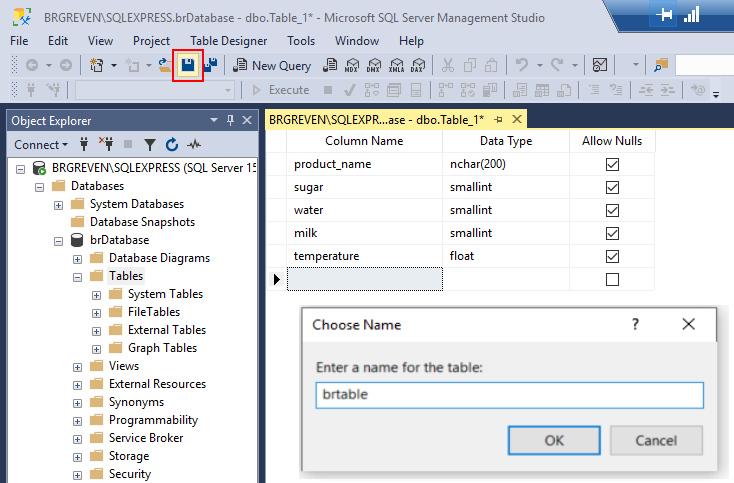 BRGREVEN\SQLEXPRESS.brDatabase - dbo.Table_1* - Microsoft SQL Server Management Studio
File Edit View Project Table Designer Tools Window Help
New Query MDX DMX XMLA DAX
Execute
Object Explorer
Connect
BRGREVEN\SQLEXPRESS (SQL Server 15
Databases
System Databases
Database Snapshots
brDatabase
Database Diagrams
Tables
System Tables
FileTables
External Tables
Graph Tables
Views
External Resources
Synonyms
Programmability
Service Broker
Storage
Security
BRGREVEN\SQLEXPR...ase - dbo.Table_1*
Column Name Data Type Allow Nulls
product_name nchar(200)
sugar smallint
water smallint
milk smallint
temperature float
Choose Name ?
Enter a name for the table:
brtable
OK Cancel